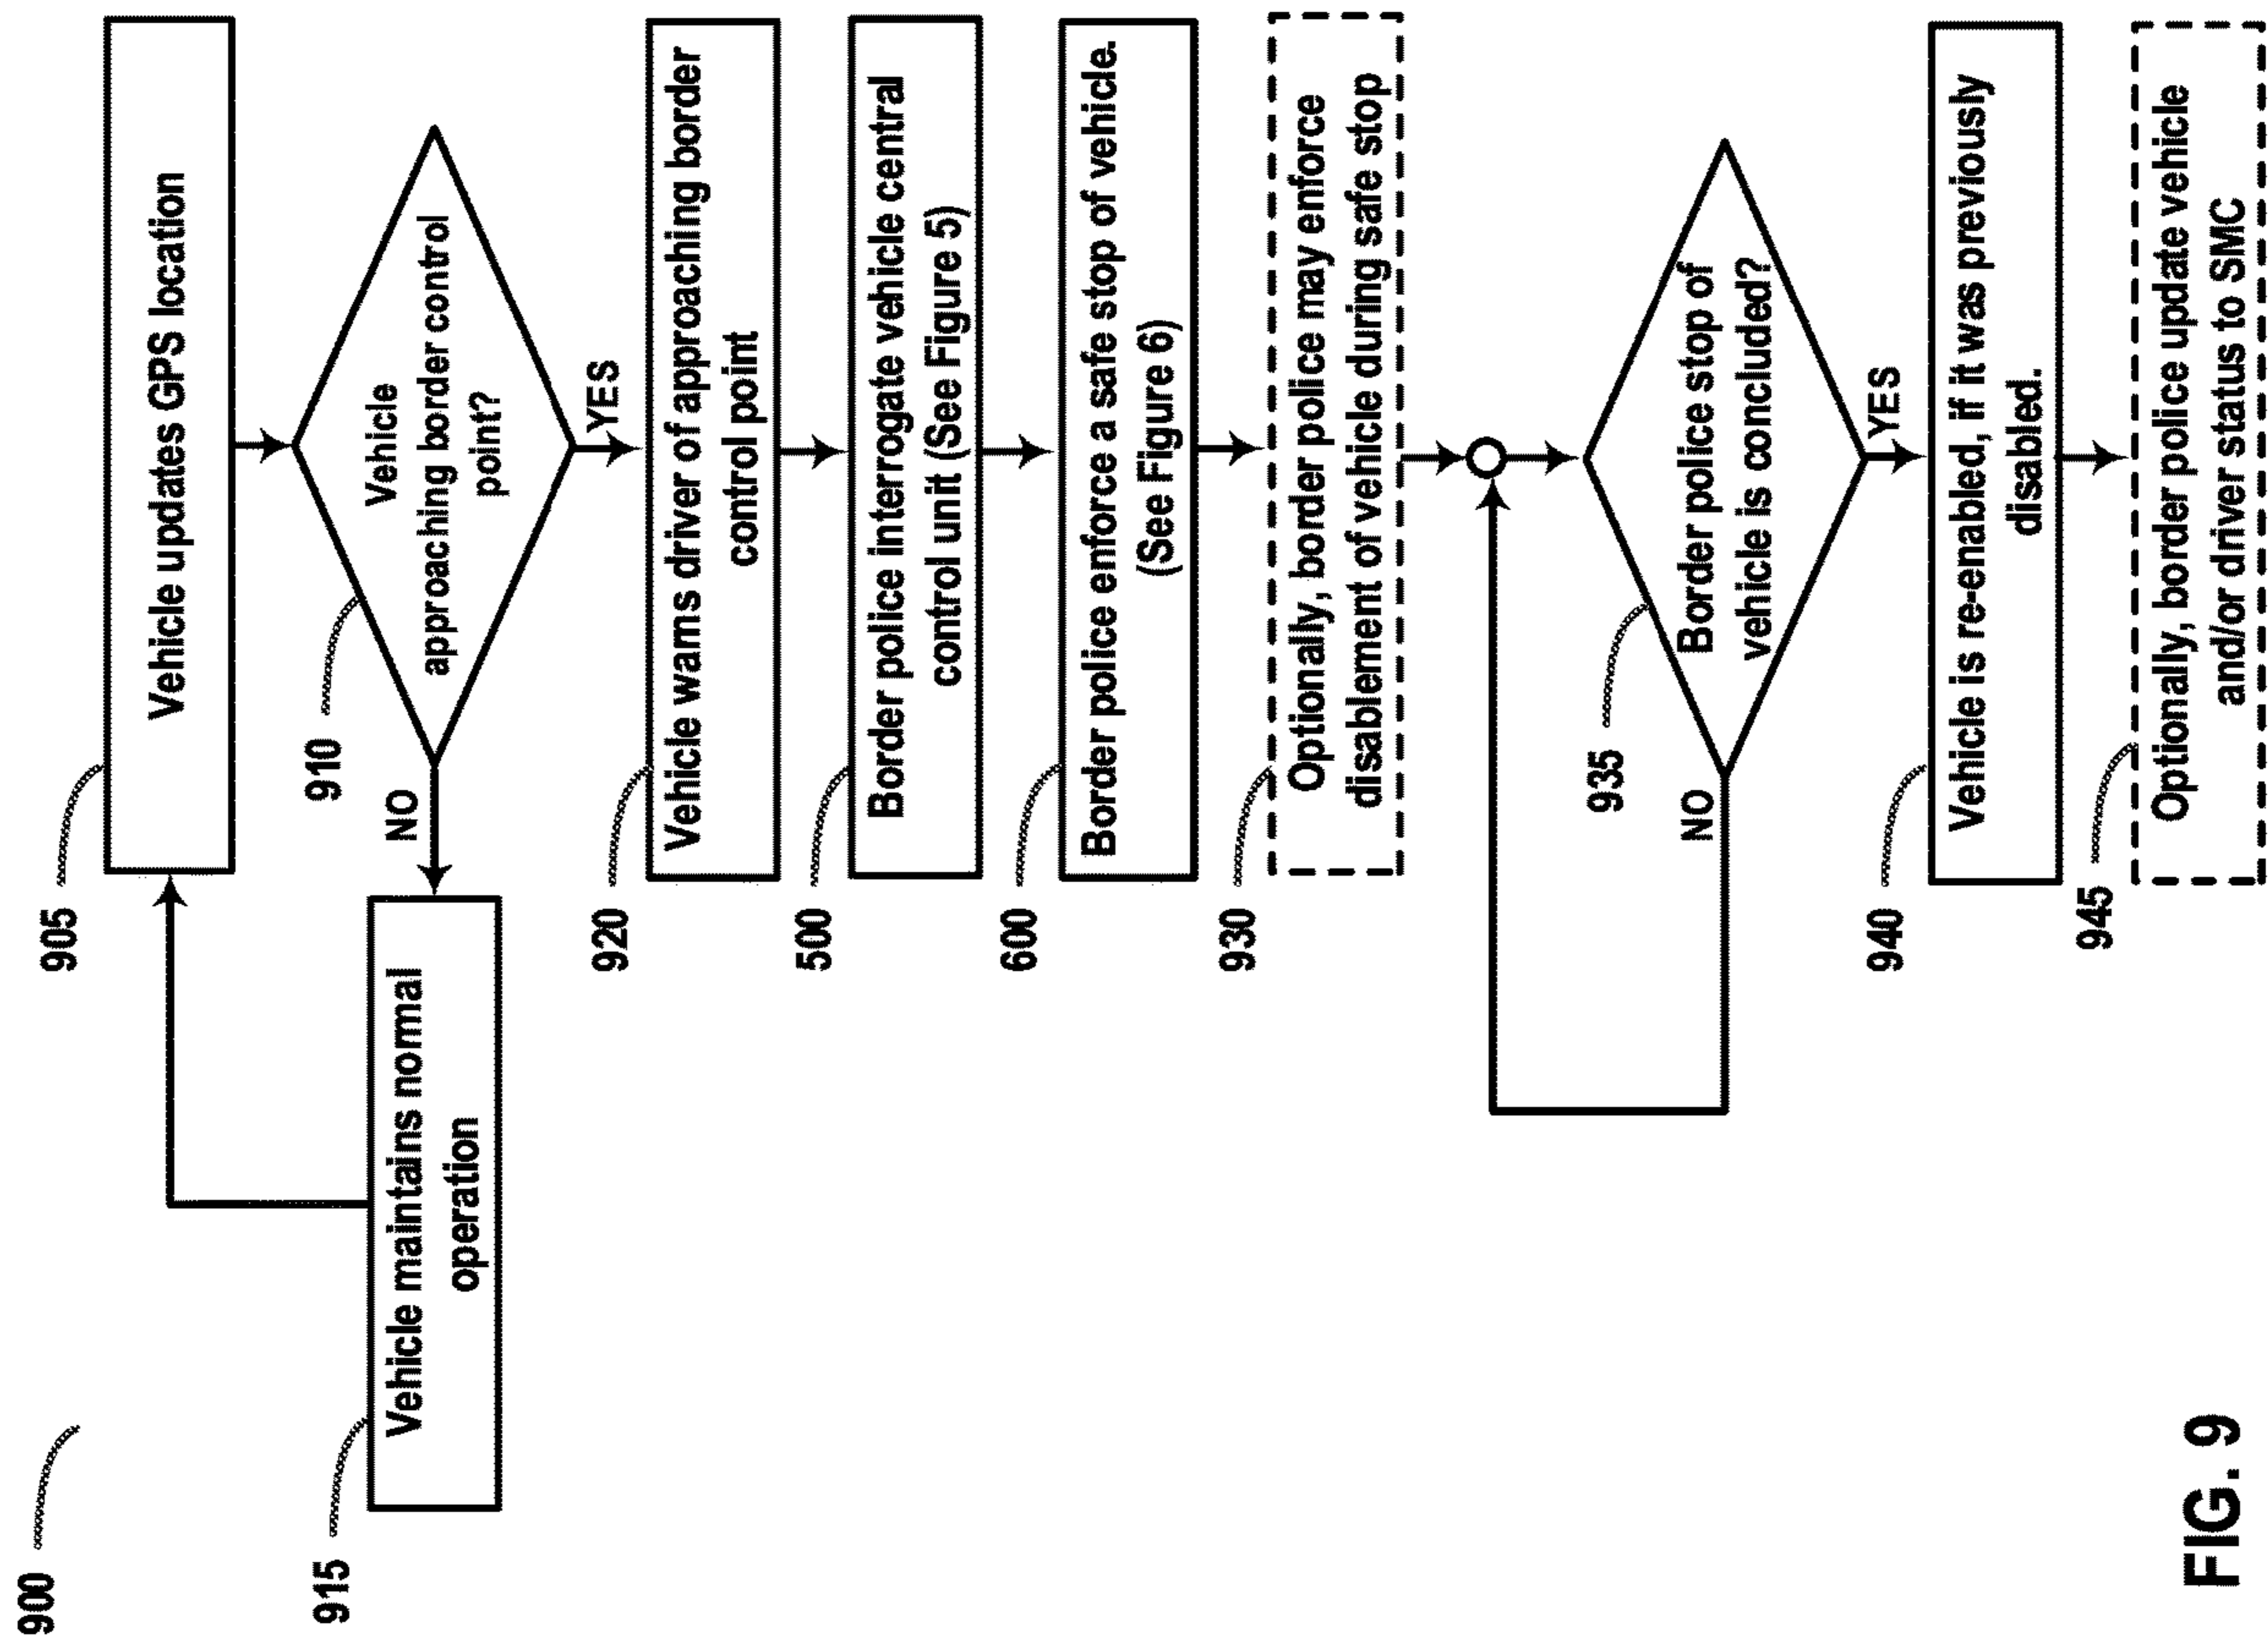 900
905
Vehicle updates GPS location
910
Vehicle
approaching border control
point?
NO
YES
915
Vehicle maintains normal
operation
920
Vehicle warns driver of approaching border
control point
500
Border police interrogate vehicle central
control unit (See Figure 5)
600
Border police enforce a safe stop of vehicle.
(See Figure 6)
930
Optionally, border police may enforce
disablement of vehicle during safe stop
935
Border police stop of
vehicle is concluded?
NO
YES
940
Vehicle is re-enabled, if it was previously
disabled.
945
Optionally, border police update vehicle
and/or driver status to SMC
FIG. 9